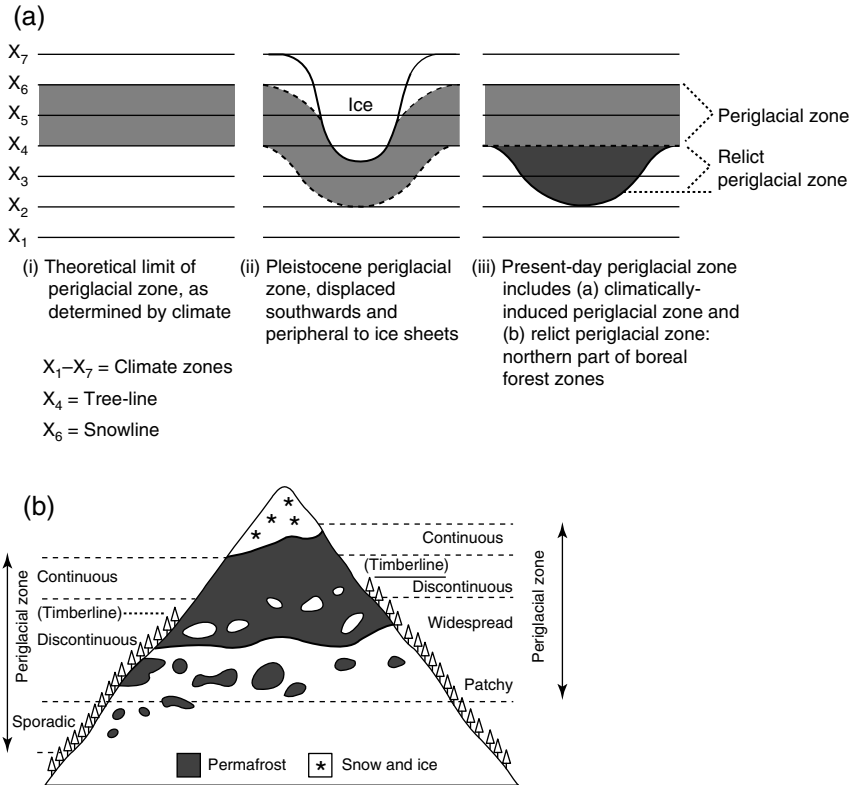 (a)
X7
X6
X5
X4
X3
X2
X1
Ice
Periglacial zone
Relict
periglacial zone
(i) Theoretical limit of
periglacial zone, as
determined by climate
(ii) Pleistocene periglacial
zone, displaced
southwards and
peripheral to ice sheets
(iii) Present-day periglacial zone
includes (a) climatically-
induced periglacial zone and
(b) relict periglacial zone:
northern part of boreal
forest zones
X1–X7 = Climate zones
X4 = Tree-line
X6 = Snowline
(b)
Periglacial zone
Continuous
(Timberline)
Discontinuous
Sporadic
Continuous
(Timberline)
Discontinuous
Widespread
Patchy
Periglacial zone
Permafrost
Snow and ice